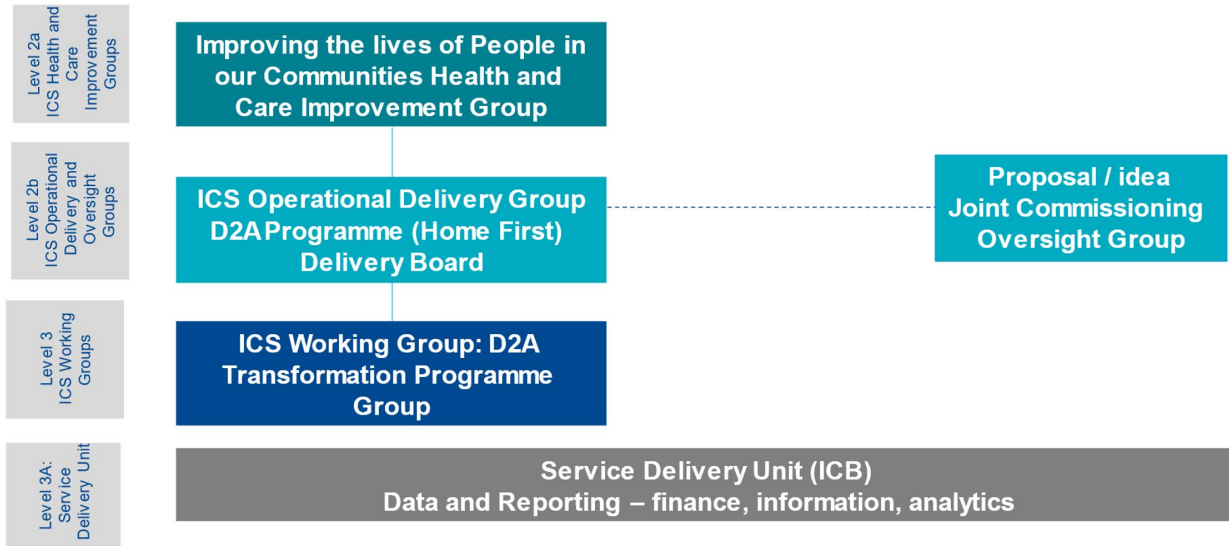 Level 2a
ICS Health and
Care
Improvement
Groups
Improving the lives of People in
our Communities Health and
Care Improvement Group
Level 2b
ICS Operational
Delivery and
Oversight
Groups
ICS Operational Delivery Group
D2A Programme (Home First)
Delivery Board
Proposal / idea
Joint Commissioning
Oversight Group
Level 3
ICS Working
Groups
ICS Working Group: D2A
Transformation Programme
Group
Level 3A:
Service
Delivery Unit
Service Delivery Unit (ICB)
Data and Reporting – finance, information, analytics